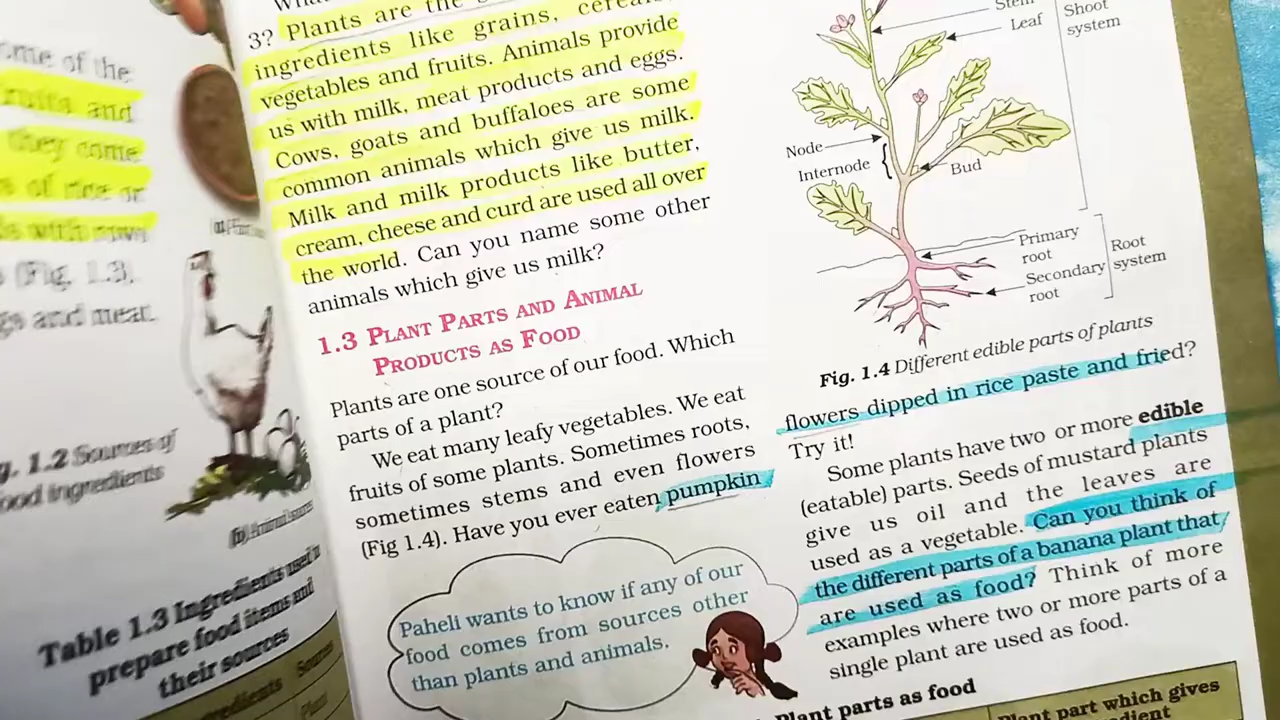 ome of the
ruits and
they come
s of rice or
(Fig. 1.3).
gs and meat.
g. 1.2 Sources of
ood ingredients
(b) Animal
Table 1.3 Ingredients used
prepare food items and
their sources
Sources
Plant
3? Plants are the
ingredients like grains,
vegetables and fruits. Animals provide
us with milk, meat products and eggs.
Cows, goats and buffaloes are some
common animals which give us milk.
Milk and milk products like butter,
cream, cheese and curd are used all over
the world. Can you name some other
animals which give us milk?
1.3 PLANT PARTS AND ANIMAL
PRODUCTS AS FOOD
Plants are one source of our food. Which
parts of a plant?
We eat many leafy vegetables. We eat
fruits of some plants. Sometimes roots,
sometimes stems and even flowers
(Fig 1.4). Have you ever eaten pumpkin
Paheli wants to know if any of our
food comes from sources other
than plants and animals.
Stem
Leaf
Shoot
system
Node
Internode
Bud
Primary
root
Secondary
root
Root
system
Fig. 1.4 Different edible parts of plants
flowers dipped in rice paste and fried?
Try it!
Some plants have two or more edible
(eatable) parts. Seeds of mustard plants
give us oil and the leaves are
used as a vegetable. Can you think of
the different parts of a banana plant that
are used as food? Think of more
examples where two or more parts of a
single plant are used as food.
Plant parts as food
Plant part which gives